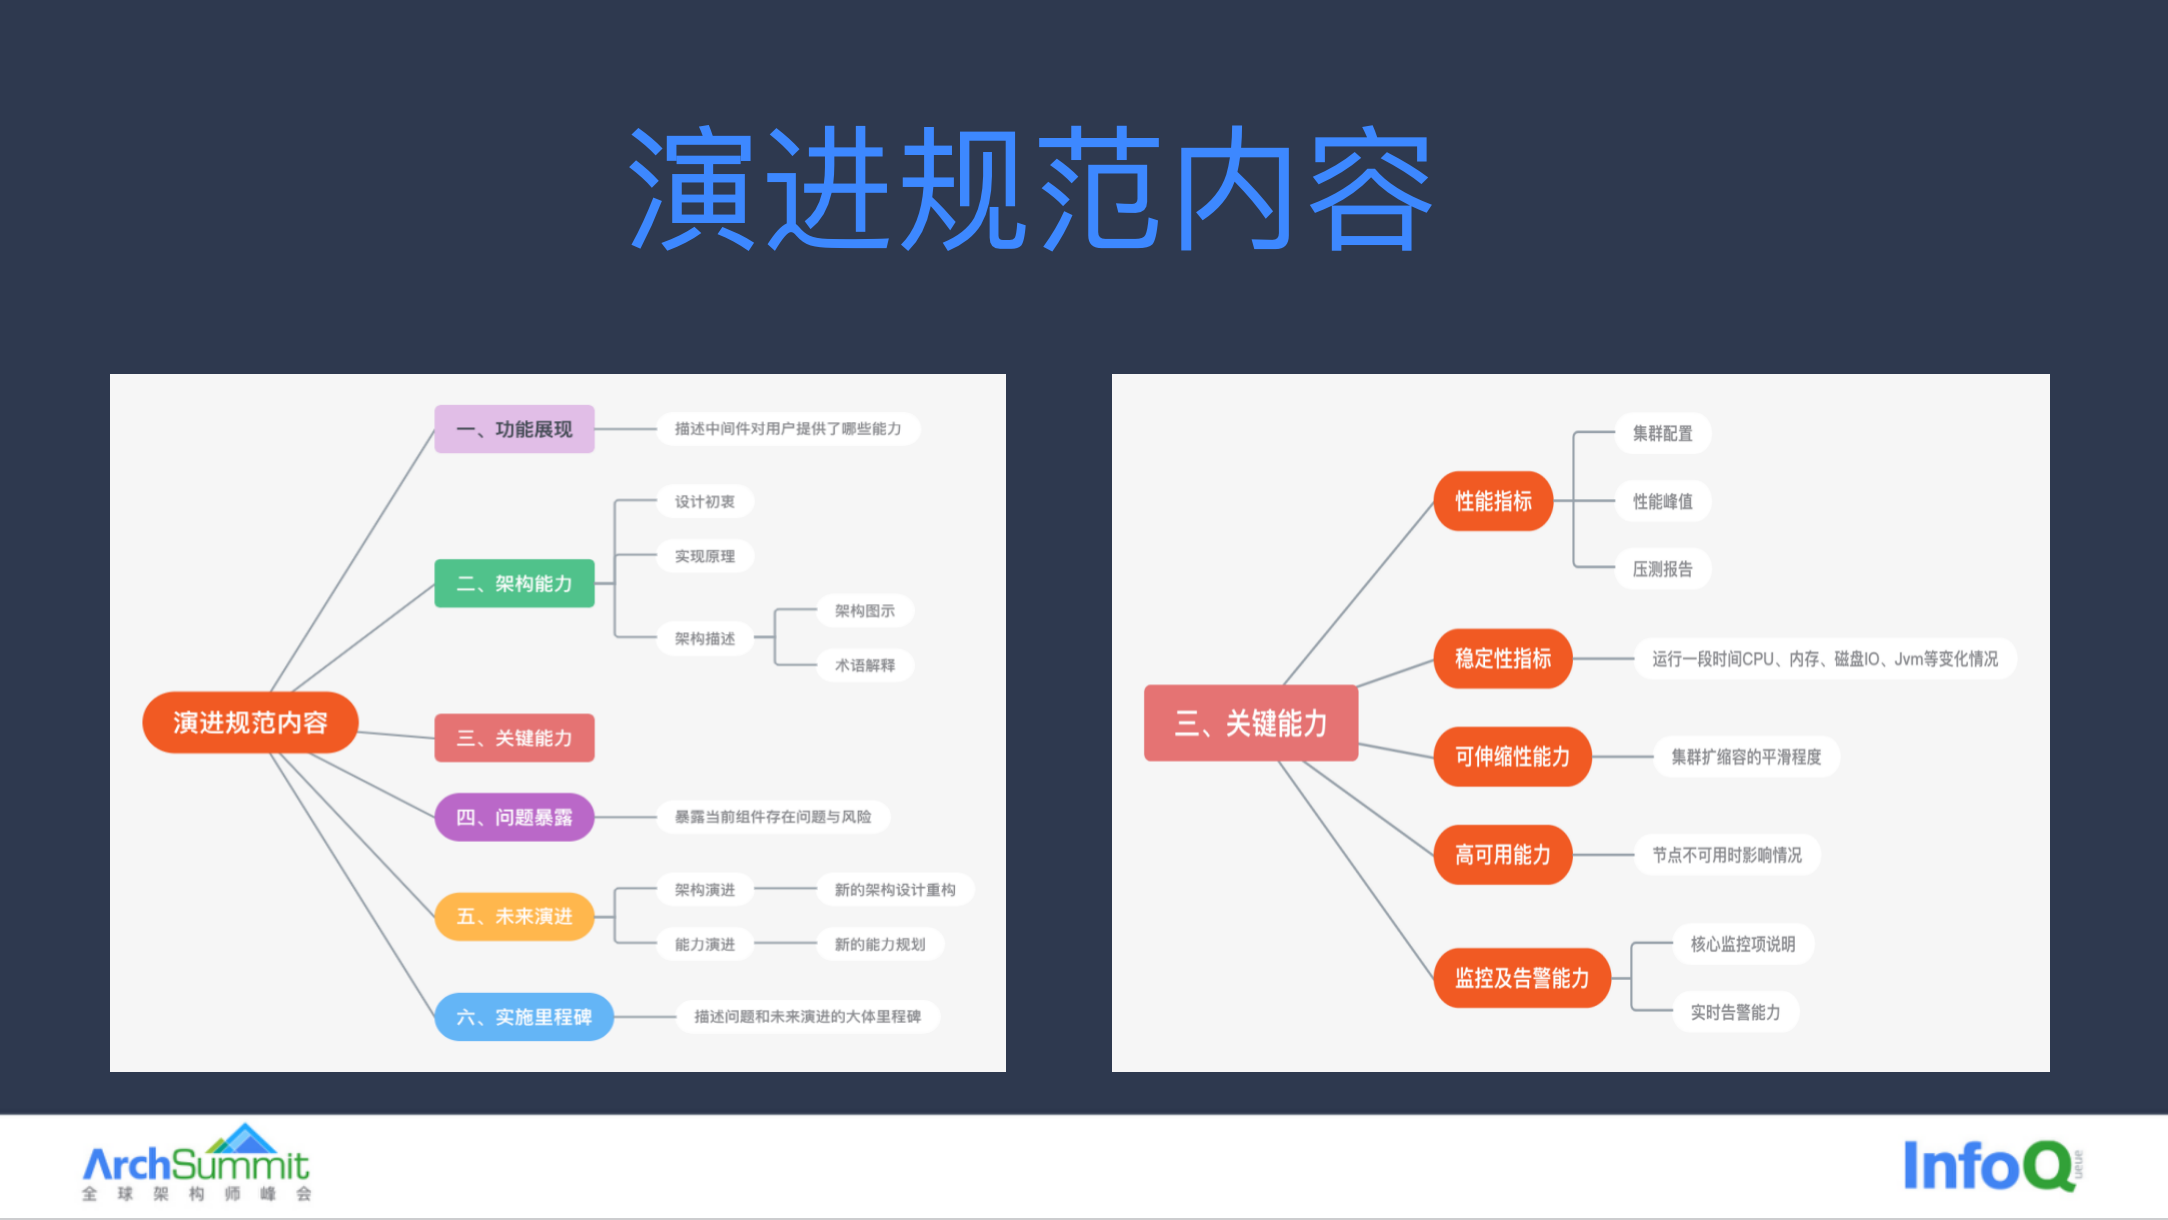 演进规范内容
演进规范内容
一、功能展现
描述中间件对用户提供了哪些能力
二、架构能力
设计初衷
实现原理
架构描述
架构图示
术语解释
三、关键能力
四、问题暴露
暴露当前组件存在问题与风险
五、未来演进
架构演进
新的架构设计重构
能力演进
新的能力规划
六、实施里程碑
描述问题和未来演进的大体里程碑
三、关键能力
性能指标
集群配置
性能峰值
压测报告
稳定性指标
运行一段时间CPU、内存、磁盘IO、Jvm等变化情况
可伸缩性能力
集群扩缩容的平滑程度
高可用能力
节点不可用时影响情况
监控及告警能力
核心监控项说明
实时告警能力
ArchSummit
全球架构师峰会
InfoQ
ueue